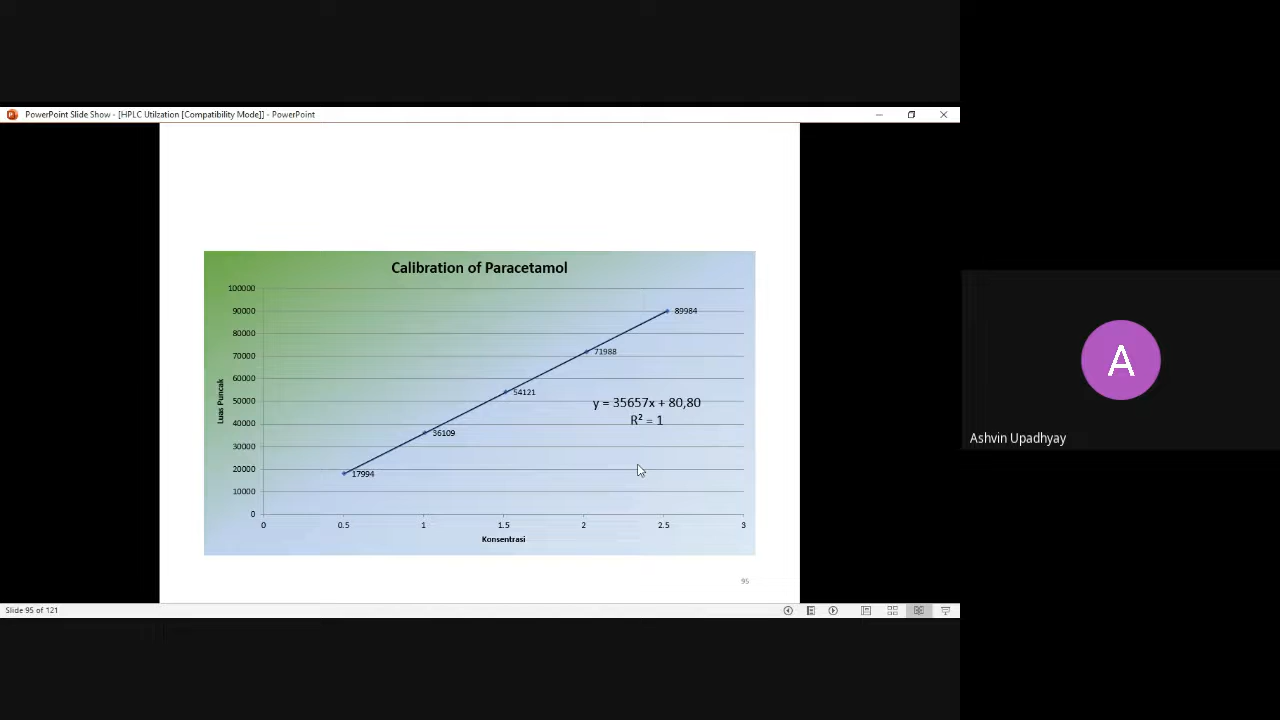 PowerPoint Slide Show - [HPLC Utilzation [Compatibility Mode]] - PowerPoint
Calibration of Paracetamol
100000
90000
80000
70000
60000
50000
40000
30000
20000
10000
0
Luas Puncak
89984
71988
54121
36109
17994
y = 35657x + 80,80
R² = 1
0 0.5 1 1.5 2 2.5 3
Konsentrasi
95
Slide 95 of 121
A
Ashvin Upadhyay